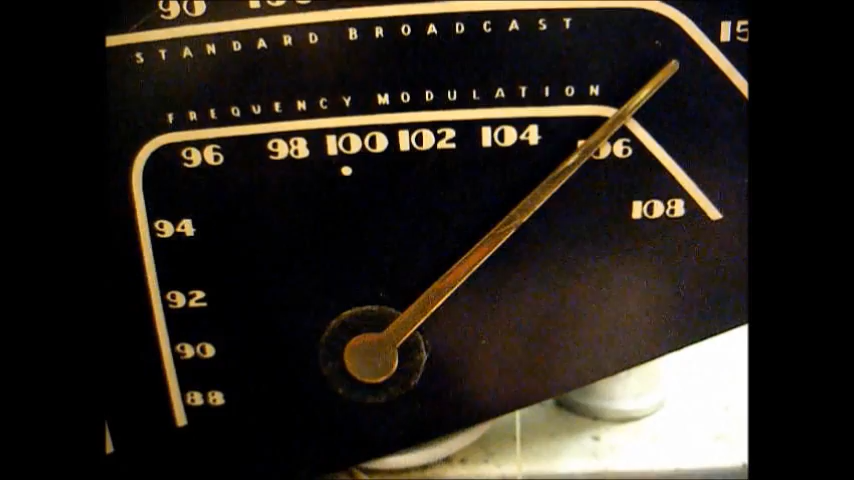 90
STANDARD BROADCAST
15
FREQUENCY MODULATION
96 98 100 102 104 106
94
108
92
90
88